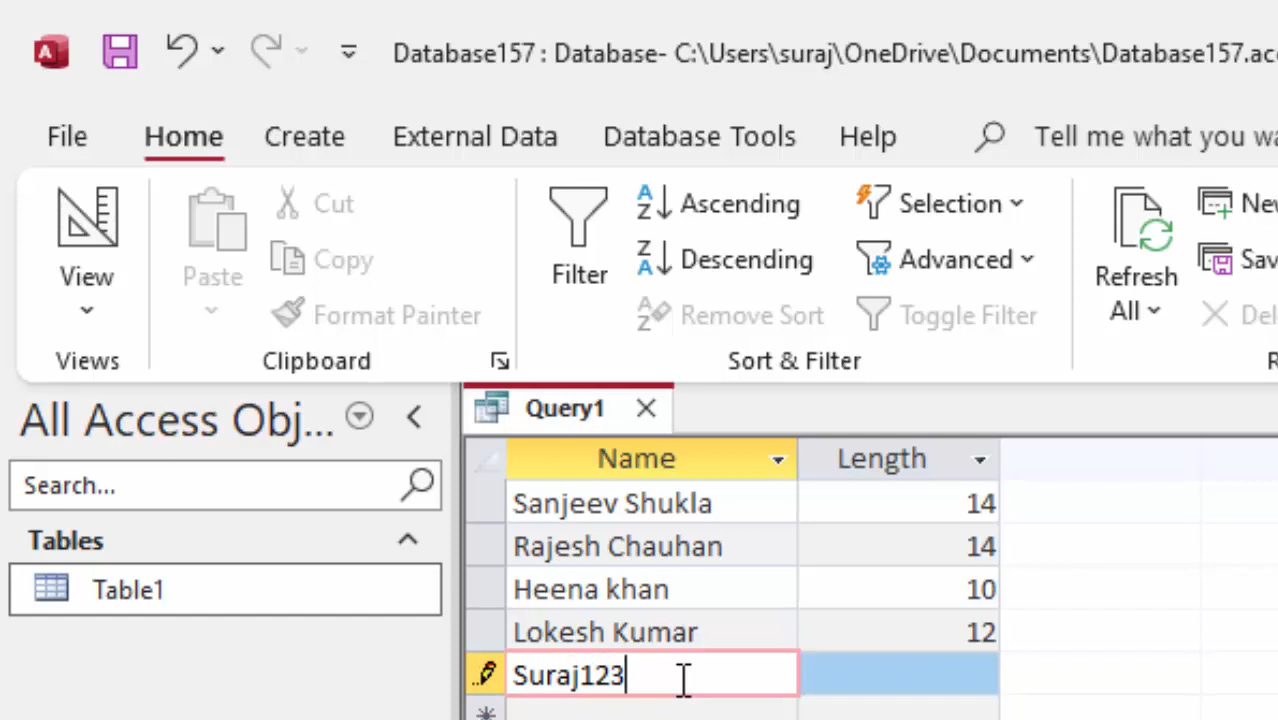 Database157 : Database- C:\Users\suraj\OneDrive\Documents\Database157.acc
File Home Create External Data Database Tools Help Tell me what you wa
View
Views
Paste
Cut
Copy
Format Painter
Clipboard
Filter
Ascending
Descending
Remove Sort
Selection
Advanced
Toggle Filter
Sort & Filter
Refresh
All
New
Sav
Del
R
All Access Obj...
Search...
Tables
Table1
Query1
Name Length
Sanjeev Shukla 14
Rajesh Chauhan 14
Heena khan 10
Lokesh Kumar 12
Suraj123